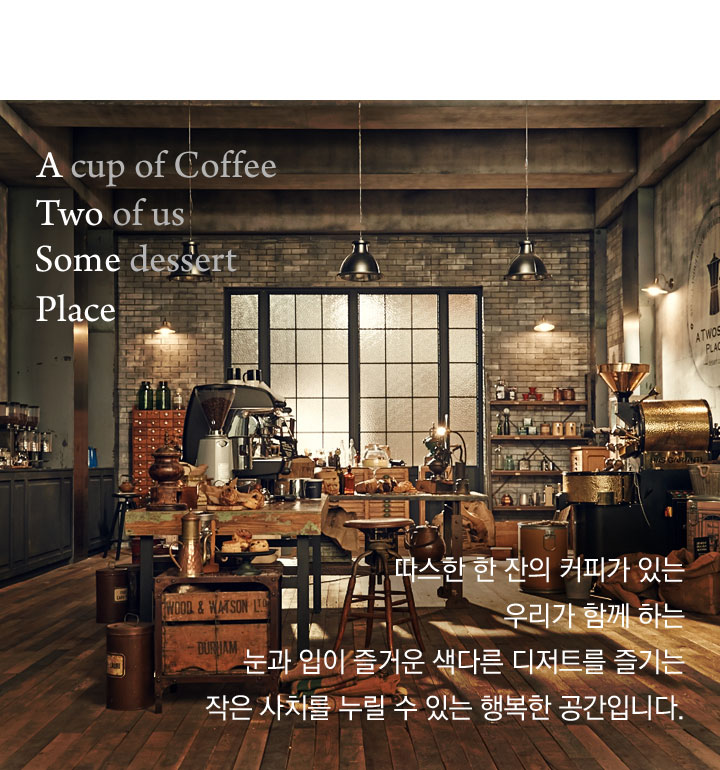 A cup of Coffee
Two of us
Some dessert
Place
A TWOS
PLAC
WOOD & WATSON LTD
DURHAM
따스한 한 잔의 커피가 있는
우리가 함께 하는
눈과 입이 즐거운 색다른 디저트를 즐기는
작은 사치를 누릴 수 있는 행복한 공간입니다.